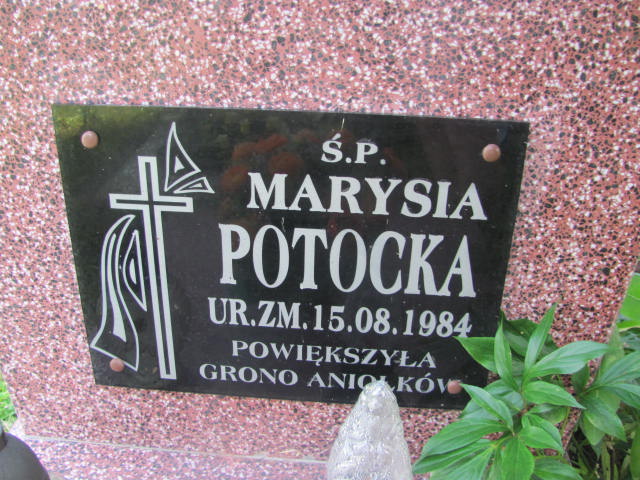 Ś.P.
MARYSIA
POTOCKA
UR.ZM.15.08.1984
POWIĘKSZYŁA
GRONO ANIOŁKÓW